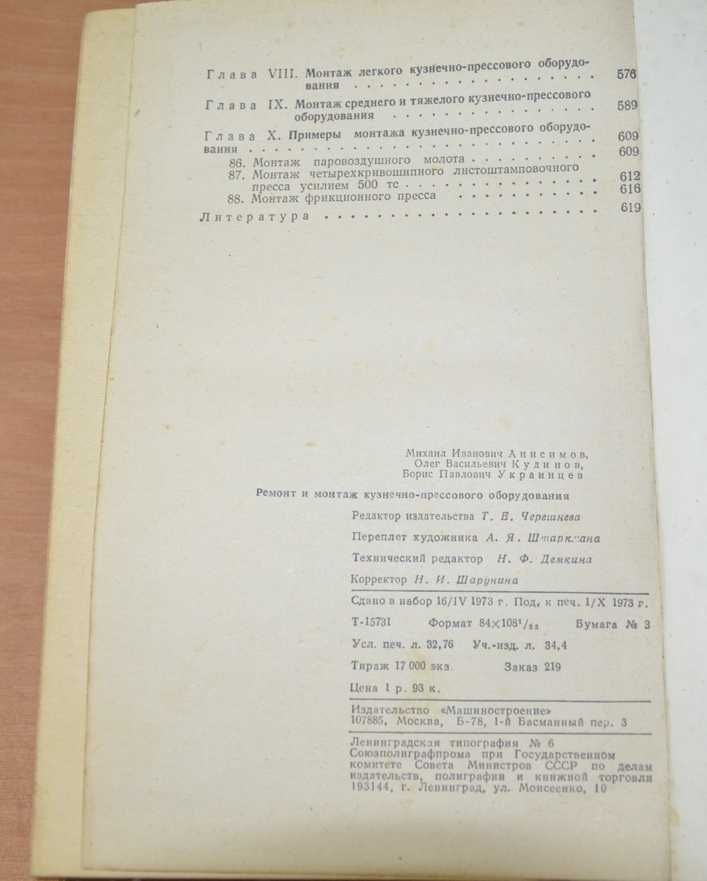 Глава VIII. Монтаж легкого кузнечно-прессового оборудо-
вания . . . . . . . . . . . . . . . . . . 576
Глава IX. Монтаж среднего и тяжелого кузнечно-прессового
оборудования . . . . . . . . . . . . . . 589
Глава X. Примеры монтажа кузнечно-прессового оборудо-
вания . . . . . . . . . . . . . . . . . . . . . . 609
86. Монтаж паровоздушного молота . . . . . . . . . 609
87. Монтаж четырехкривошипного листоштамповочного
пресса усилием 500 тс . . . . . . . . . . . . . 612
88. Монтаж фрикционного пресса . . . . . . . . . . 616
Литература . . . . . . . . . . . . . . . . . . . . 619
Михаил Иванович Анисимов,
Олег Васильевич Кулинов,
Борис Павлович Украинцев
Ремонт и монтаж кузнечно-прессового оборудования
Редактор издательства Т. В. Черешнева
Переплет художника А. Я. Штаркмана
Технический редактор Н. Ф. Демкина
Корректор Н. И. Шарунина
Сдано в набор 16/IV 1973 г. Под. к печ. 1/X 1973 г.
Т-15731 Формат 84×108¹/₃₂ Бумага № 3
Усл. печ. л. 32,76 Уч.-изд. л. 34,4
Тираж 17 000 экз. Заказ 219
Цена 1 р. 93 к.
Издательство «Машиностроение»
107885, Москва, Б-78, 1-й Басманный пер. 3
Ленинградская типография № 6
Союзполиграфпрома при Государственном
комитете Совета Министров СССР по делам
издательств, полиграфии и книжной торговли
193144, г. Ленинград, ул. Моисеенко, 10